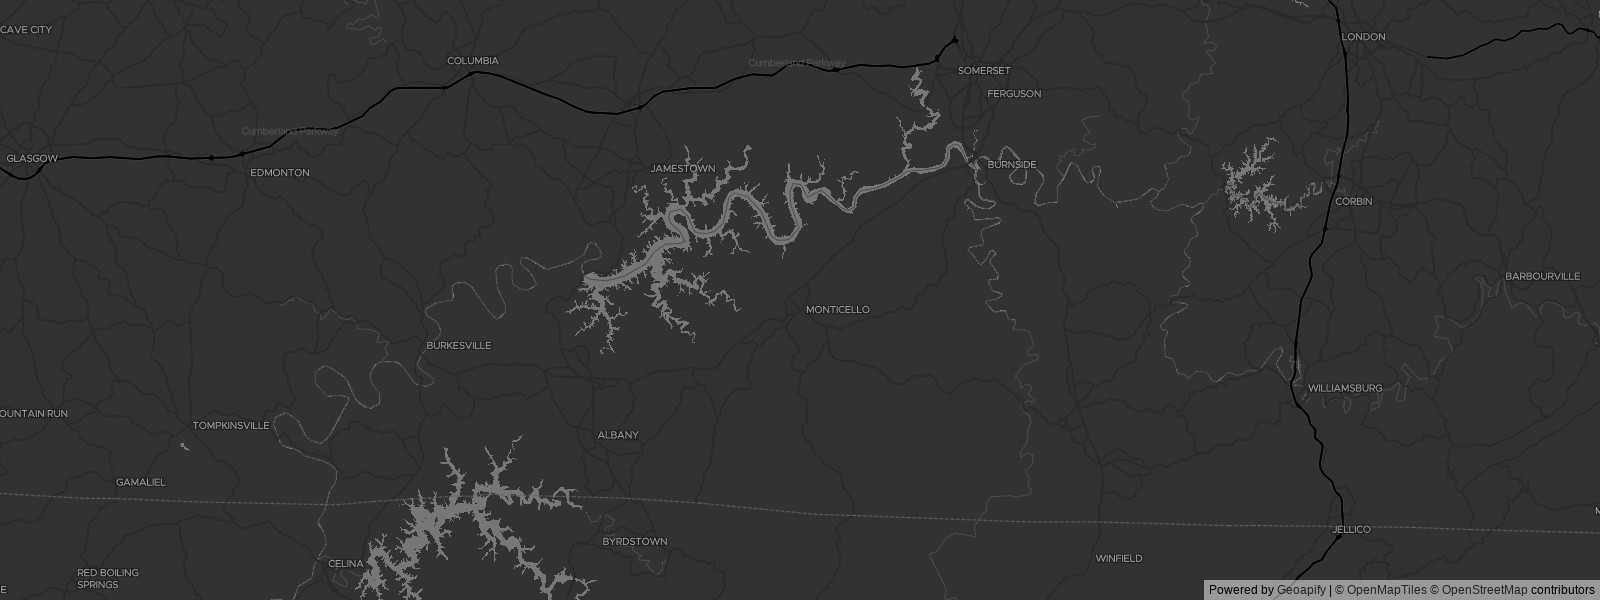 CAVE CITY
LONDON
COLUMBIA
Cumberland Parkway
SOMERSET
FERGUSON
Cumberland Parkway
GLASGOW
EDMONTON
JAMESTOWN
BURNSIDE
CORBIN
BARBOURVILLE
MONTICELLO
BURKESVILLE
WILLIAMSBURG
OUNTAIN RUN
TOMPKINSVILLE
ALBANY
GAMALIEL
M
JELLICO
BYRDSTOWN
WINFIELD
CELINA
RED BOILING
SPRINGS
E
Powered by Geoapify | © OpenMapTiles © OpenStreetMap contributors